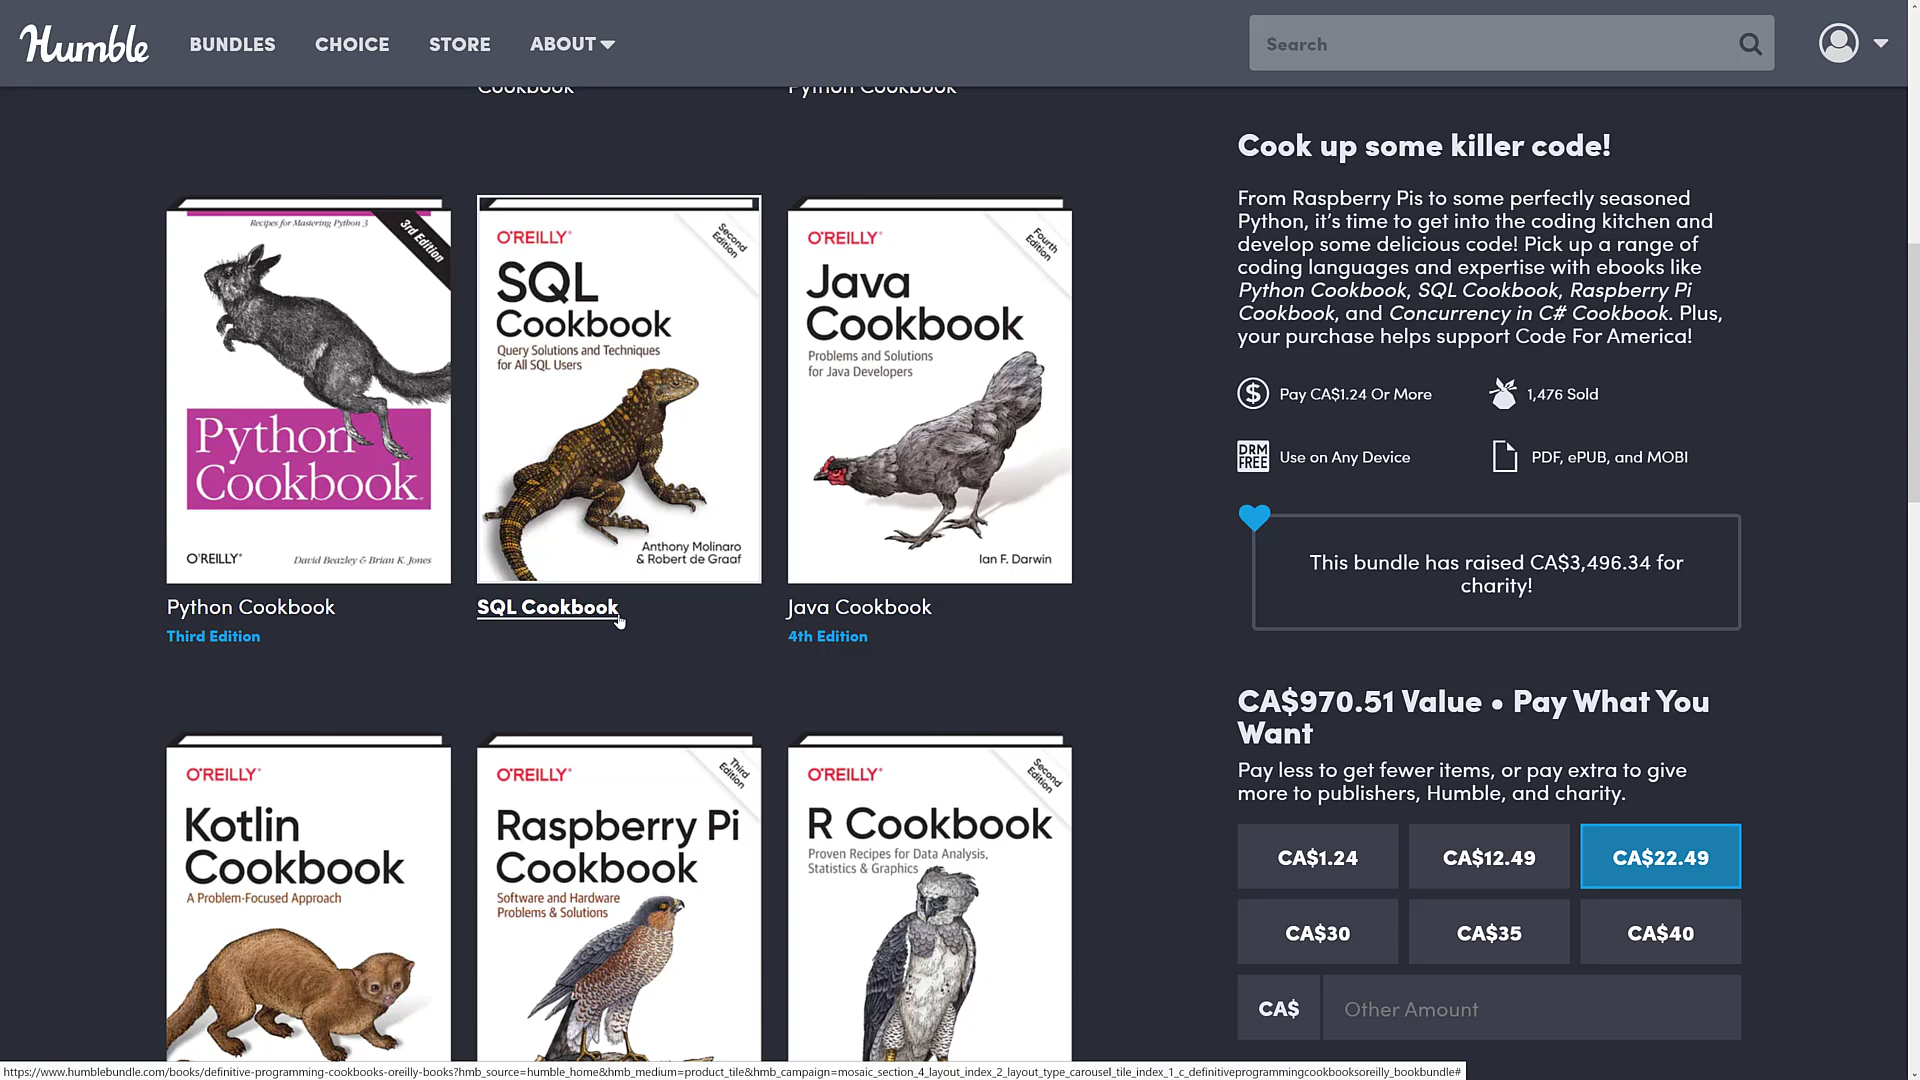 Humble
BUNDLES
CHOICE
STORE
ABOUT
Search
Cookbook
Python Cookbook
Recipes for Mastering Python 3
3rd Edition
Python
Cookbook
O'REILLY®
David Beazley & Brian K. Jones
Python Cookbook
Third Edition
O'REILLY®
Second
Edition
SQL
Cookbook
Query Solutions and Techniques
for All SQL Users
Anthony Molinaro
& Robert de Graaf
SQL Cookbook
O'REILLY®
Fourth
Edition
Java
Cookbook
Problems and Solutions
for Java Developers
Ian F. Darwin
Java Cookbook
4th Edition
O'REILLY®
Kotlin
Cookbook
A Problem-Focused Approach
O'REILLY®
Third
Edition
Raspberry Pi
Cookbook
Software and Hardware
Problems & Solutions
O'REILLY®
Second
Edition
R Cookbook
Proven Recipes for Data Analysis,
Statistics & Graphics
Cook up some killer code!
From Raspberry Pis to some perfectly seasoned
Python, it’s time to get into the coding kitchen and
develop some delicious code! Pick up a range of
coding languages and expertise with ebooks like
Python Cookbook, SQL Cookbook, Raspberry Pi
Cookbook, and Concurrency in C# Cookbook. Plus,
your purchase helps support Code For America!
$
Pay CA$1.24 Or More
1,476 Sold
DRM
FREE
Use on Any Device
PDF, ePUB, and MOBI
This bundle has raised CA$3,496.34 for
charity!
CA$970.51 Value • Pay What You
Want
Pay less to get fewer items, or pay extra to give
more to publishers, Humble, and charity.
CA$1.24
CA$12.49
CA$22.49
CA$30
CA$35
CA$40
CA$
Other Amount
https://www.humblebundle.com/books/definitive-programming-cookbooks-oreilly-books?hmb_source=humble_home&hmb_medium=product_tile&hmb_campaign=mosaic_section_4_layout_index_2_layout_type_carousel_tile_index_1_c_definitiveprogrammingcookbooksoreilly_bookbundle#